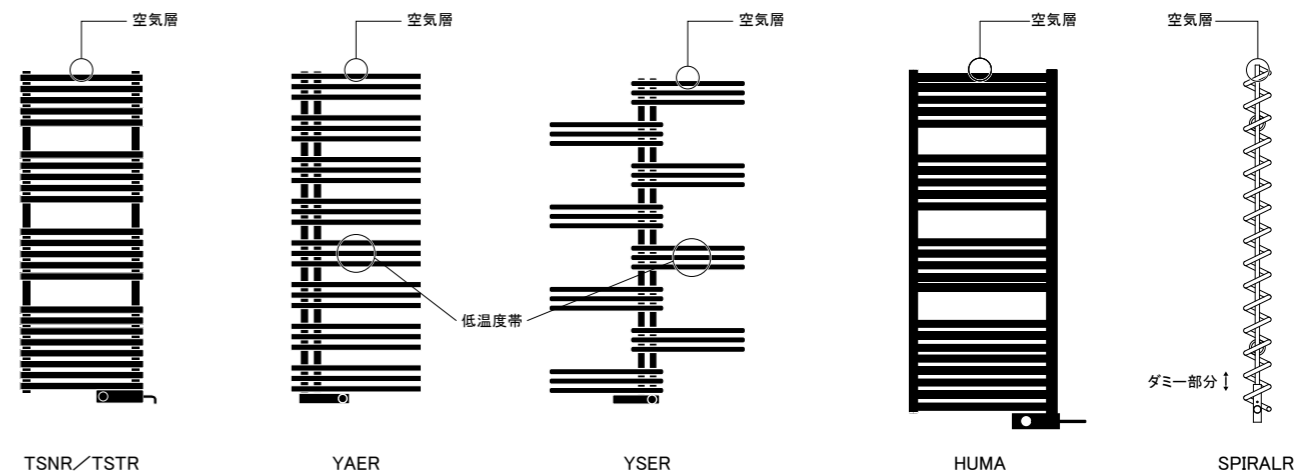 空気層
空気層
空気層
空気層
空気層
低温度帯
ダミー部分
TSNR／TSTR
YAER
YSER
HUMA
SPIRALR